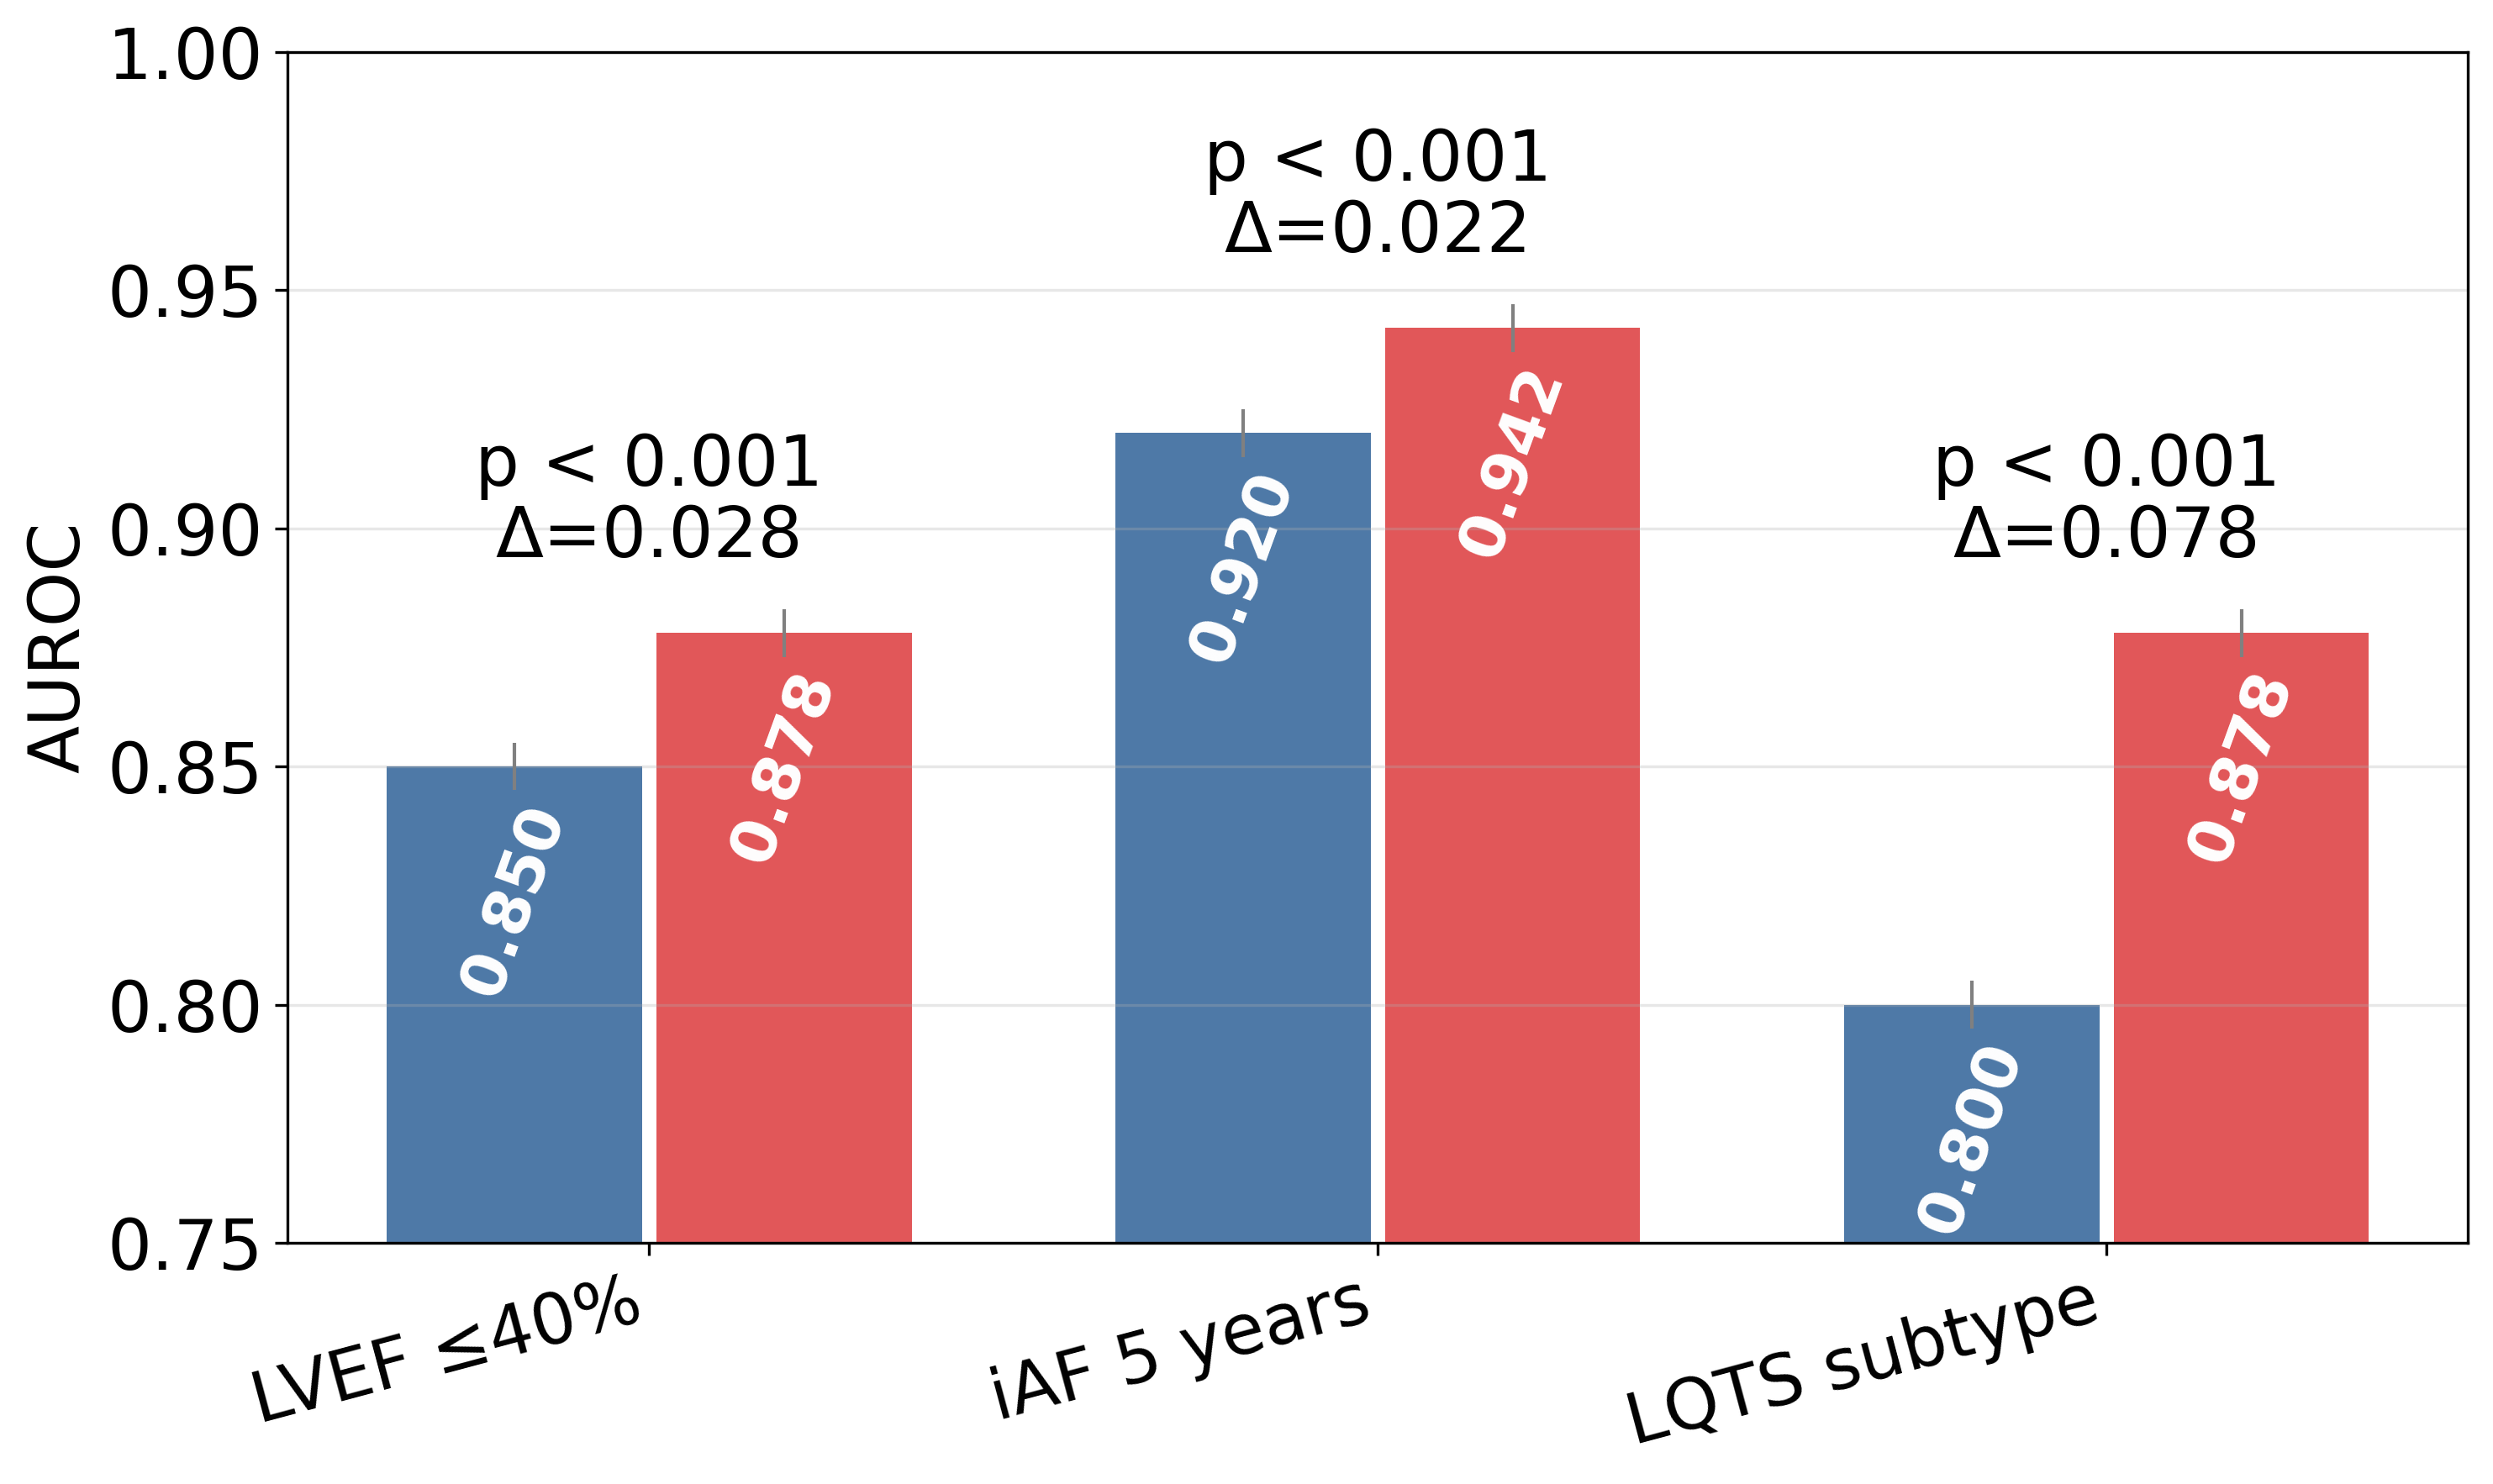 1.00
0.95
0.90
0.85
0.80
0.75
AUROC
p < 0.001
Δ=0.028
0.850
0.878
p < 0.001
Δ=0.022
0.920
0.942
p < 0.001
Δ=0.078
0.800
0.878
LVEF ≤40%
iAF 5 years
LQTS subtype